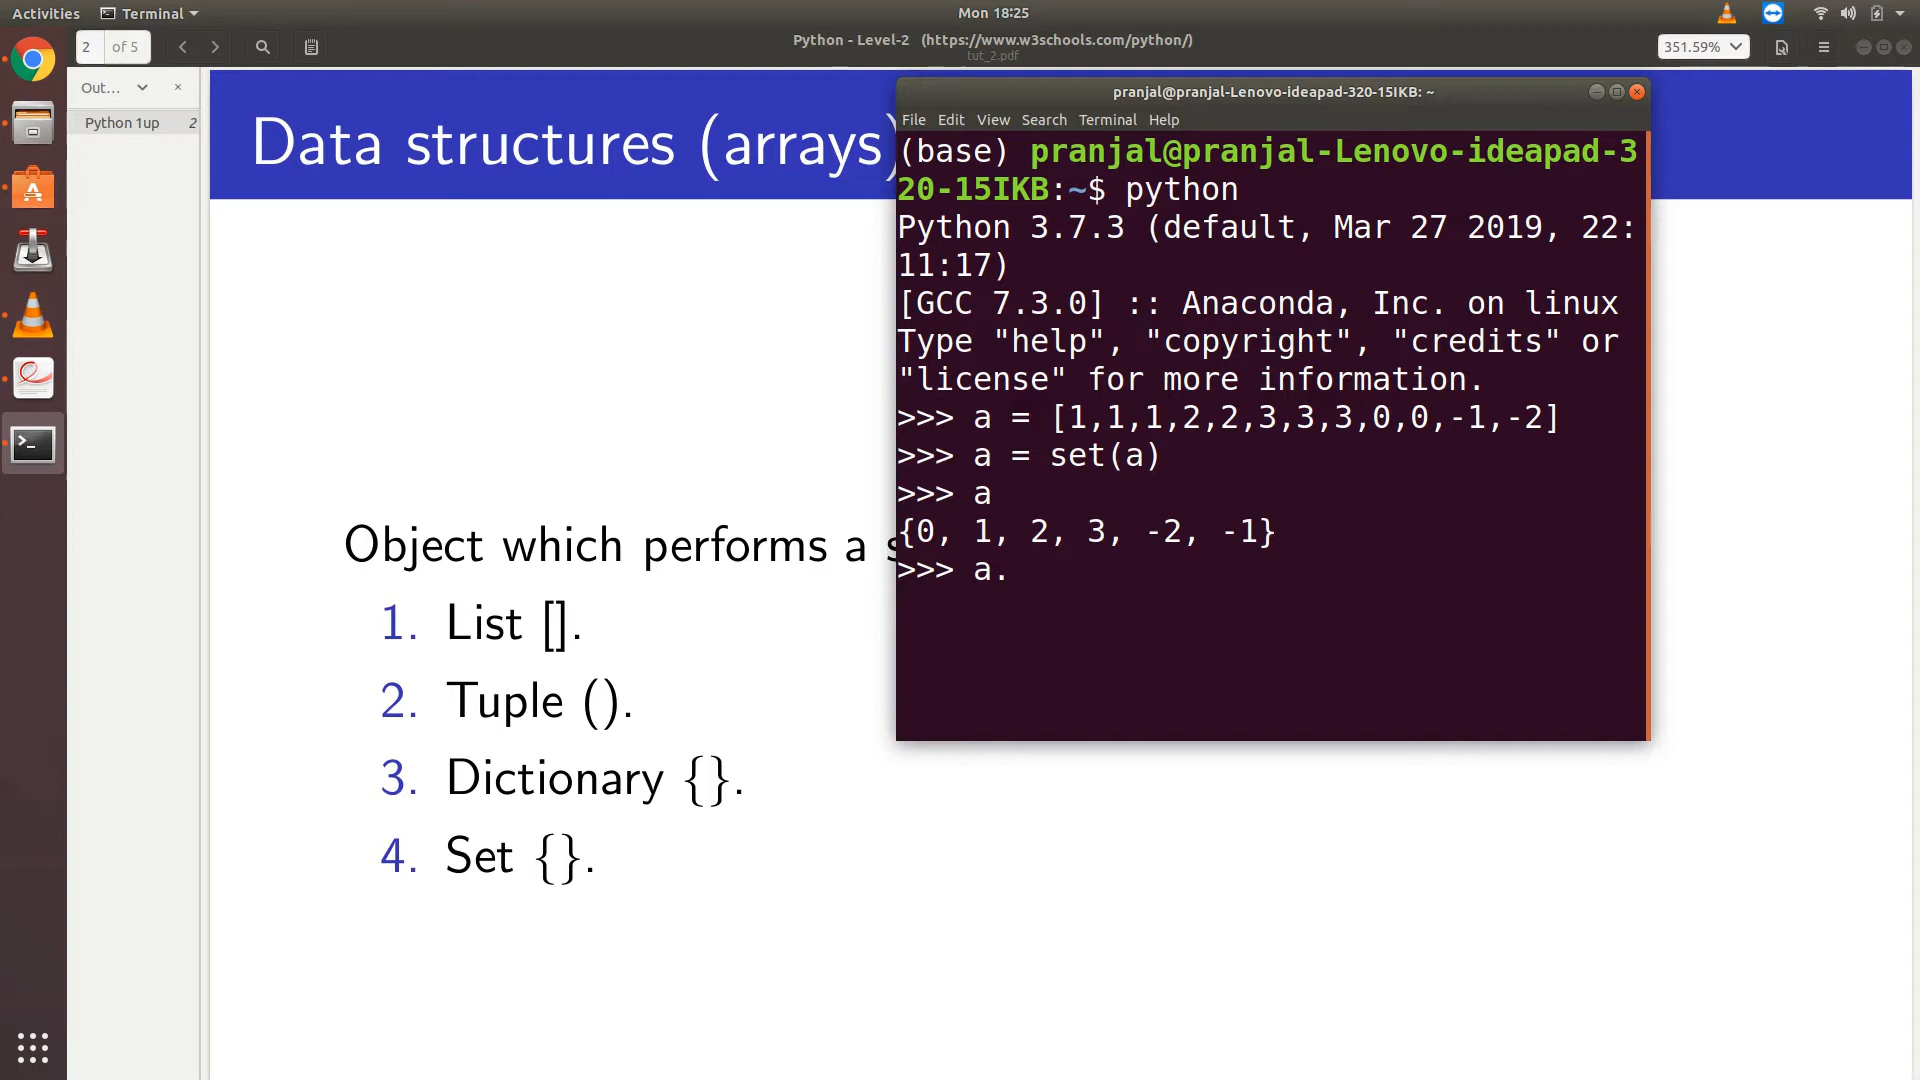 Activities Terminal Mon 18:25
2 of 5 Python - Level-2 (https://www.w3schools.com/python/) 351.59%
tut_2.pdf
Out...
Python 1up 2
Data structures (arrays)
Object which performs a s
1. List [].
2. Tuple ().
3. Dictionary {}.
4. Set {}.
pranjal@pranjal-Lenovo-ideapad-320-15IKB: ~
File Edit View Search Terminal Help
(base) pranjal@pranjal-Lenovo-ideapad-3
20-15IKB:~$ python
Python 3.7.3 (default, Mar 27 2019, 22:
11:17)
[GCC 7.3.0] :: Anaconda, Inc. on linux
Type "help", "copyright", "credits" or
"license" for more information.
>>> a = [1,1,1,2,2,3,3,3,0,0,-1,-2]
>>> a = set(a)
>>> a
{0, 1, 2, 3, -2, -1}
>>> a.